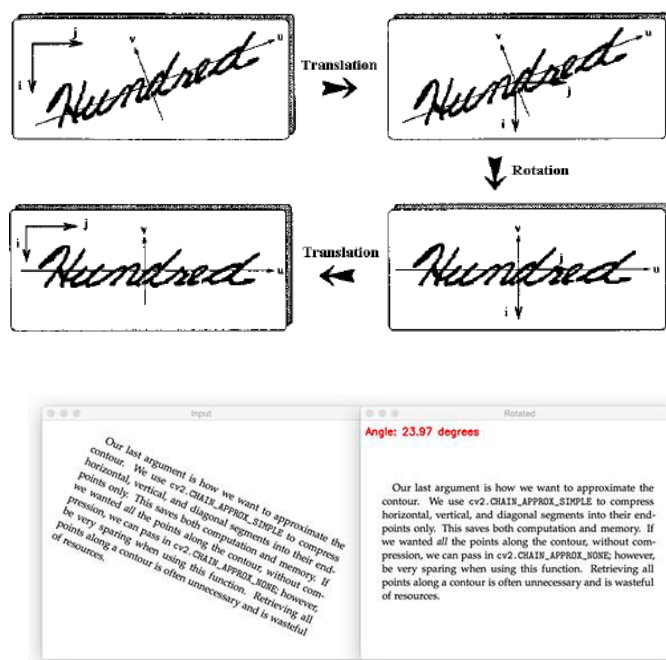 j
v
u
i
Hundred
Translation
v
u
j
i
Hundred
Rotation
j
i
v
u
Hundred
Translation
v
j
u
i
Hundred
Input
Our last argument is how we want to approximate the
contour. We use cv2.CHAIN_APPROX_SIMPLE to compress
horizontal, vertical, and diagonal segments into their end-
points only. This saves both computation and memory. If
we wanted all the points along the contour, without com-
pression, we can pass in cv2.CHAIN_APPROX_NONE; however,
be very sparing when using this function. Retrieving all
points along a contour is often unnecessary and is wasteful
of resources.
Rotated
Angle: 23.97 degrees
Our last argument is how we want to approximate the
contour. We use cv2.CHAIN_APPROX_SIMPLE to compress
horizontal, vertical, and diagonal segments into their end-
points only. This saves both computation and memory. If
we wanted all the points along the contour, without com-
pression, we can pass in cv2.CHAIN_APPROX_NONE; however,
be very sparing when using this function. Retrieving all
points along a contour is often unnecessary and is wasteful
of resources.